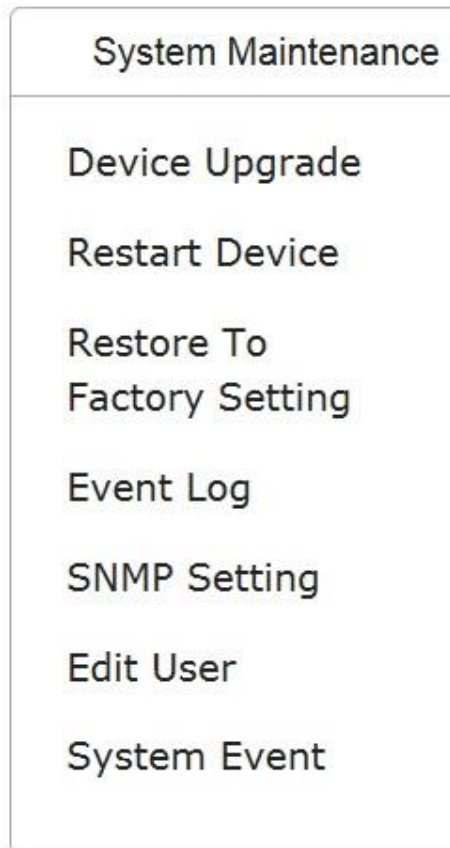 System Maintenance
Device Upgrade
Restart Device
Restore To
Factory Setting
Event Log
SNMP Setting
Edit User
System Event